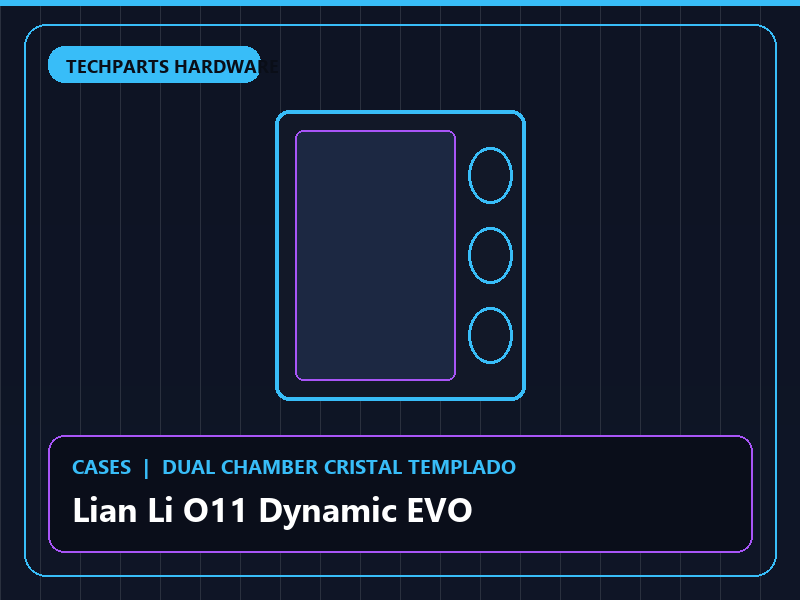 TECHPARTS HARDWARE
CASES | DUAL CHAMBER CRISTAL TEMPLADO
Lian Li O11 Dynamic EVO